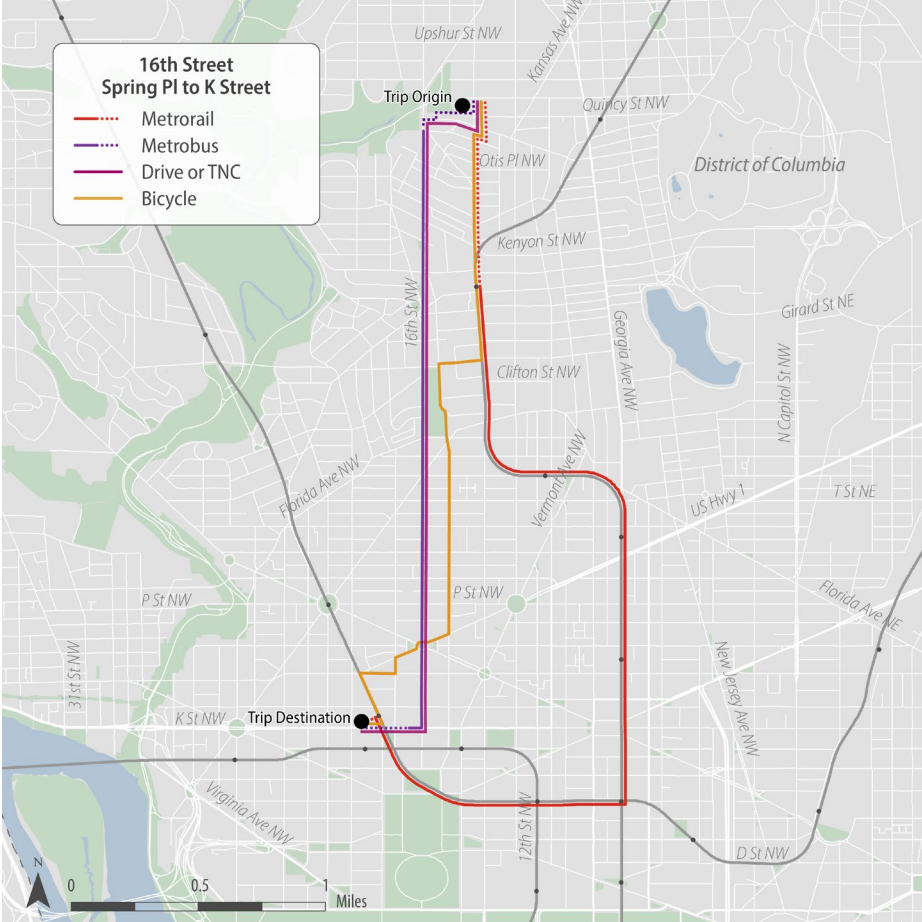 Upshur St NW
Kansas Ave NW
16th Street
Spring Pl to K Street
Metrorail
Metrobus
Drive or TNC
Bicycle
Trip Origin
Quincy St NW
Otis Pl NW
District of Columbia
Kenyon St NW
16th St NW
Georgia Ave NW
Girard St NE
Clifton St NW
N Capitol St NW
Florida Ave NW
Vermont Ave NW
US Hwy 1
T St NE
P St NW
P St NW
Florida Ave NE
31st St NW
New Jersey Ave NW
K St NW
Trip Destination
Virginia Ave NW
12th St NW
D St NW
N
0
0.5
1
Miles